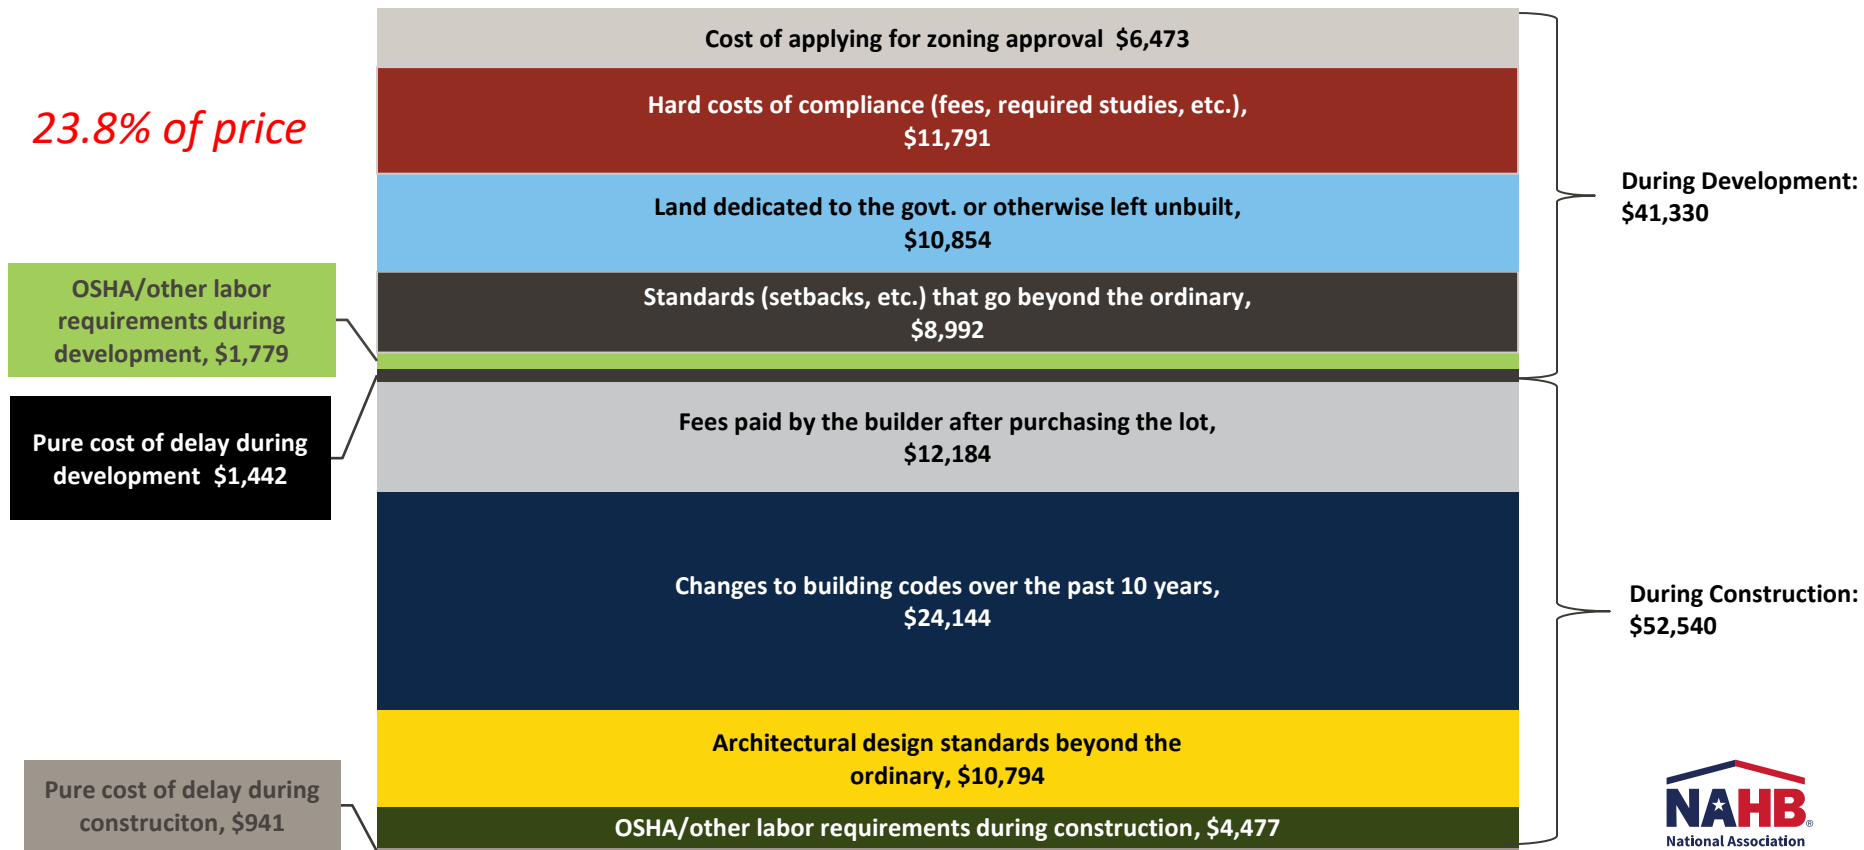 Cost of applying for zoning approval $6,473
23.8% of price
Hard costs of compliance (fees, required studies, etc.),
$11,791
During Development:
$41,330
Land dedicated to the govt. or otherwise left unbuilt,
$10,854
OSHA/other labor
requirements during
development, $1,779
Standards (setbacks, etc.) that go beyond the ordinary,
$8,992
Pure cost of delay during
development $1,442
Fees paid by the builder after purchasing the lot,
$12,184
Changes to building codes over the past 10 years,
$24,144
During Construction:
$52,540
Architectural design standards beyond the
ordinary, $10,794
Pure cost of delay during
construciton, $941
OSHA/other labor requirements during construction, $4,477
NAHB®
National Association